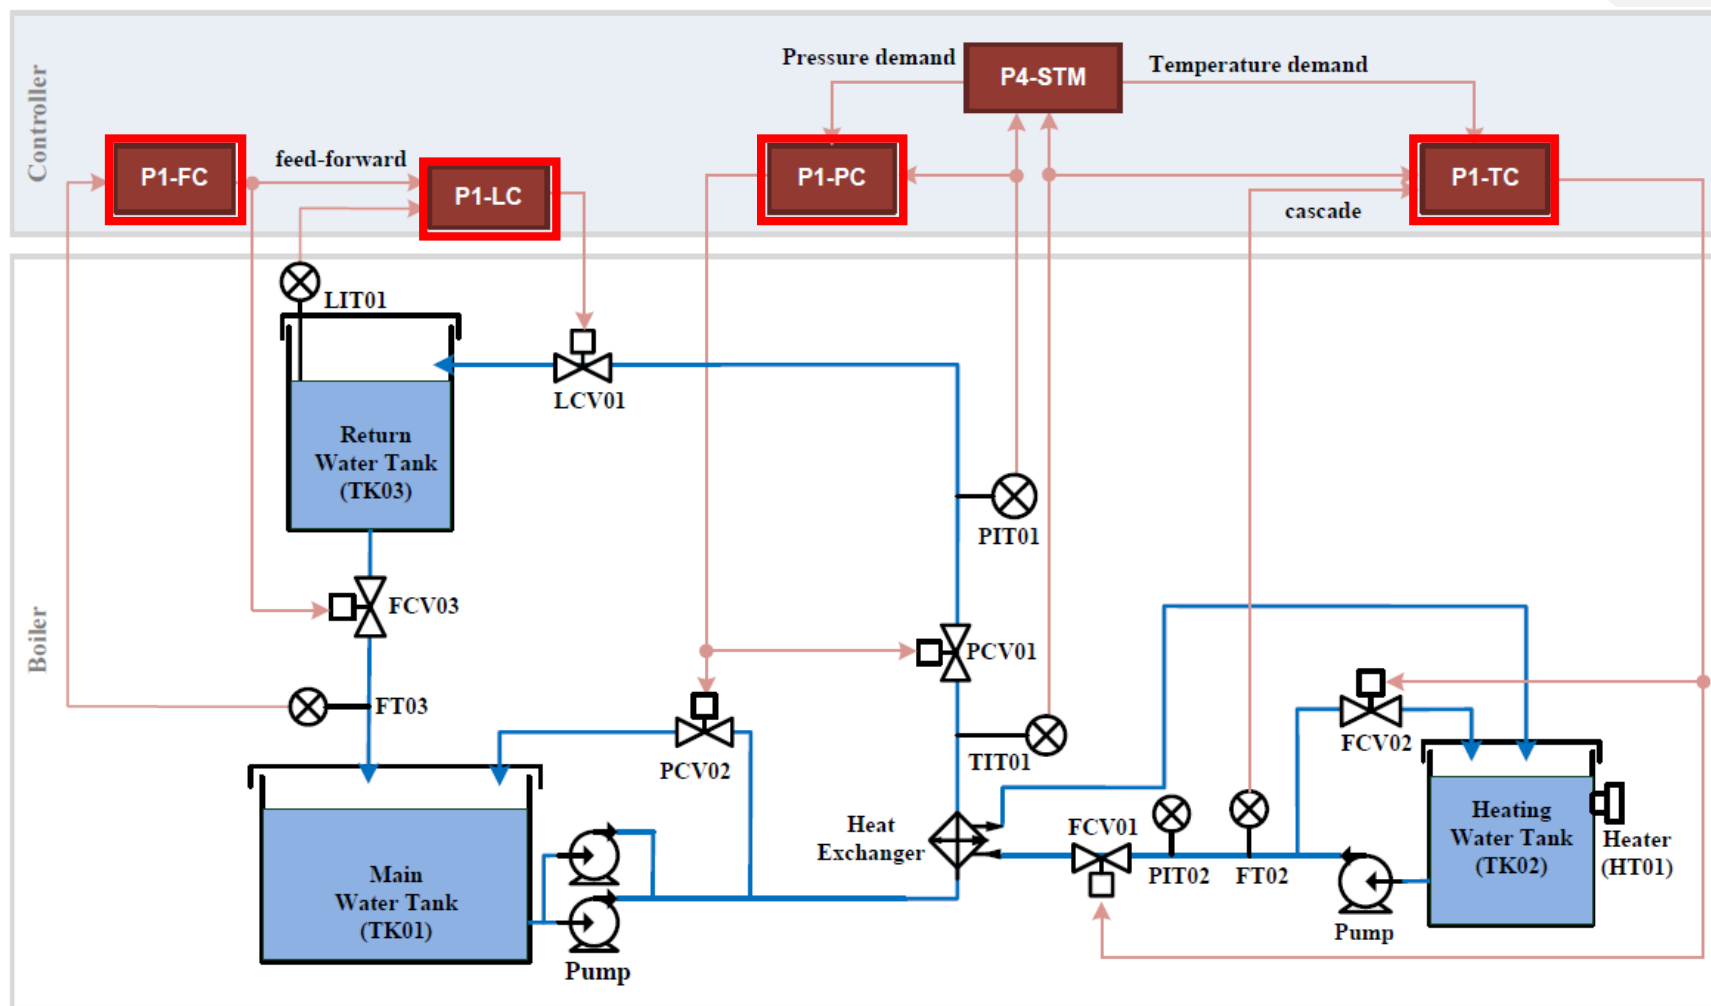 Controller
Pressure demand
P4-STM
Temperature demand
P1-FC
feed-forward
P1-LC
P1-PC
P1-TC
cascade
Boiler
LIT01
LCV01
Return
Water Tank
(TK03)
PIT01
FCV03
PCV01
FT03
PCV02
TIT01
FCV02
Heat
Exchanger
FCV01
PIT02
FT02
Heating
Water Tank
(TK02)
Heater
(HT01)
Main
Water Tank
(TK01)
Pump
Pump